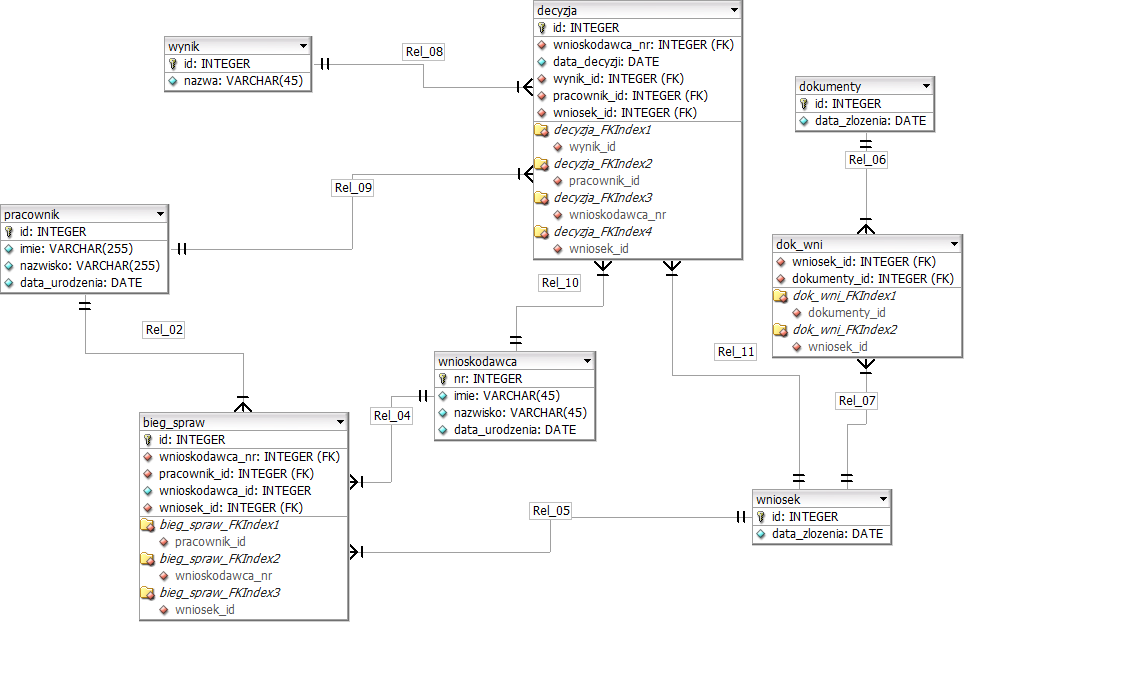 decyzja
id: INTEGER
wnioskodawca_nr: INTEGER (FK)
data_decyzji: DATE
wynik_id: INTEGER (FK)
pracownik_id: INTEGER (FK)
wniosek_id: INTEGER (FK)
decyzja_FKIndex1
wynik_id
decyzja_FKIndex2
pracownik_id
decyzja_FKIndex3
wnioskodawca_nr
decyzja_FKIndex4
wniosek_id
wynik
id: INTEGER
nazwa: VARCHAR(45)
Rel_08
dokumenty
id: INTEGER
data_zlozenia: DATE
Rel_06
Rel_09
pracownik
id: INTEGER
imie: VARCHAR(255)
nazwisko: VARCHAR(255)
data_urodzenia: DATE
dok_wni
wniosek_id: INTEGER (FK)
dokumenty_id: INTEGER (FK)
dok_wni_FKIndex1
dokumenty_id
dok_wni_FKIndex2
wniosek_id
Rel_10
Rel_02
Rel_11
wnioskodawca
nr: INTEGER
imie: VARCHAR(45)
nazwisko: VARCHAR(45)
data_urodzenia: DATE
Rel_07
Rel_04
bieg_spraw
id: INTEGER
wnioskodawca_nr: INTEGER (FK)
pracownik_id: INTEGER (FK)
wnioskodawca_id: INTEGER
wniosek_id: INTEGER (FK)
bieg_spraw_FKIndex1
pracownik_id
bieg_spraw_FKIndex2
wnioskodawca_nr
bieg_spraw_FKIndex3
wniosek_id
Rel_05
wniosek
id: INTEGER
data_zlozenia: DATE